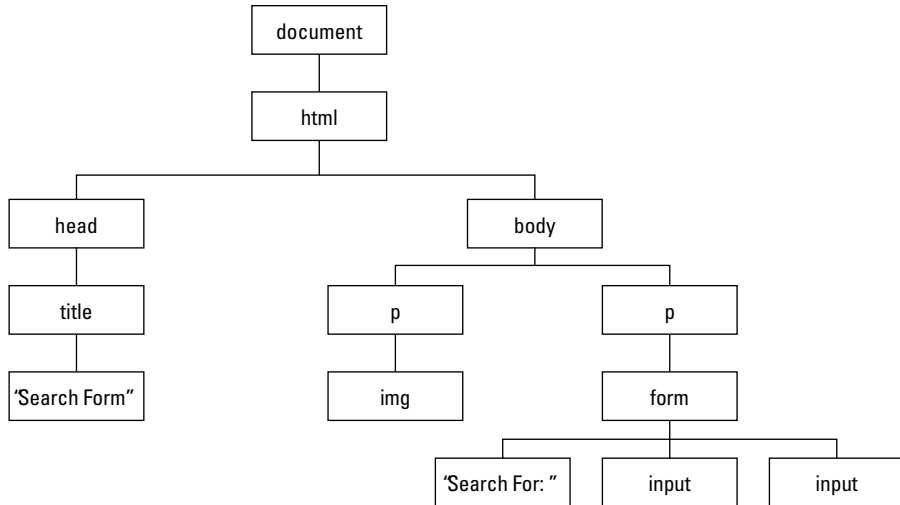 document
html
head
body
title
p
p
“Search Form”
img
form
“Search For: ”
input
input